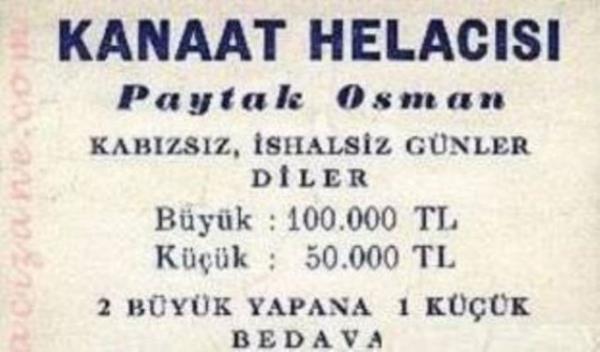 KANAAT HELACISI
Paytak Osman
KABIZSIZ, İSHALSİZ GÜNLER
DİLER
Büyük : 100.000 TL
Küçük : 50.000 TL
2 BÜYÜK YAPANA 1 KÜÇÜK
BEDAVA